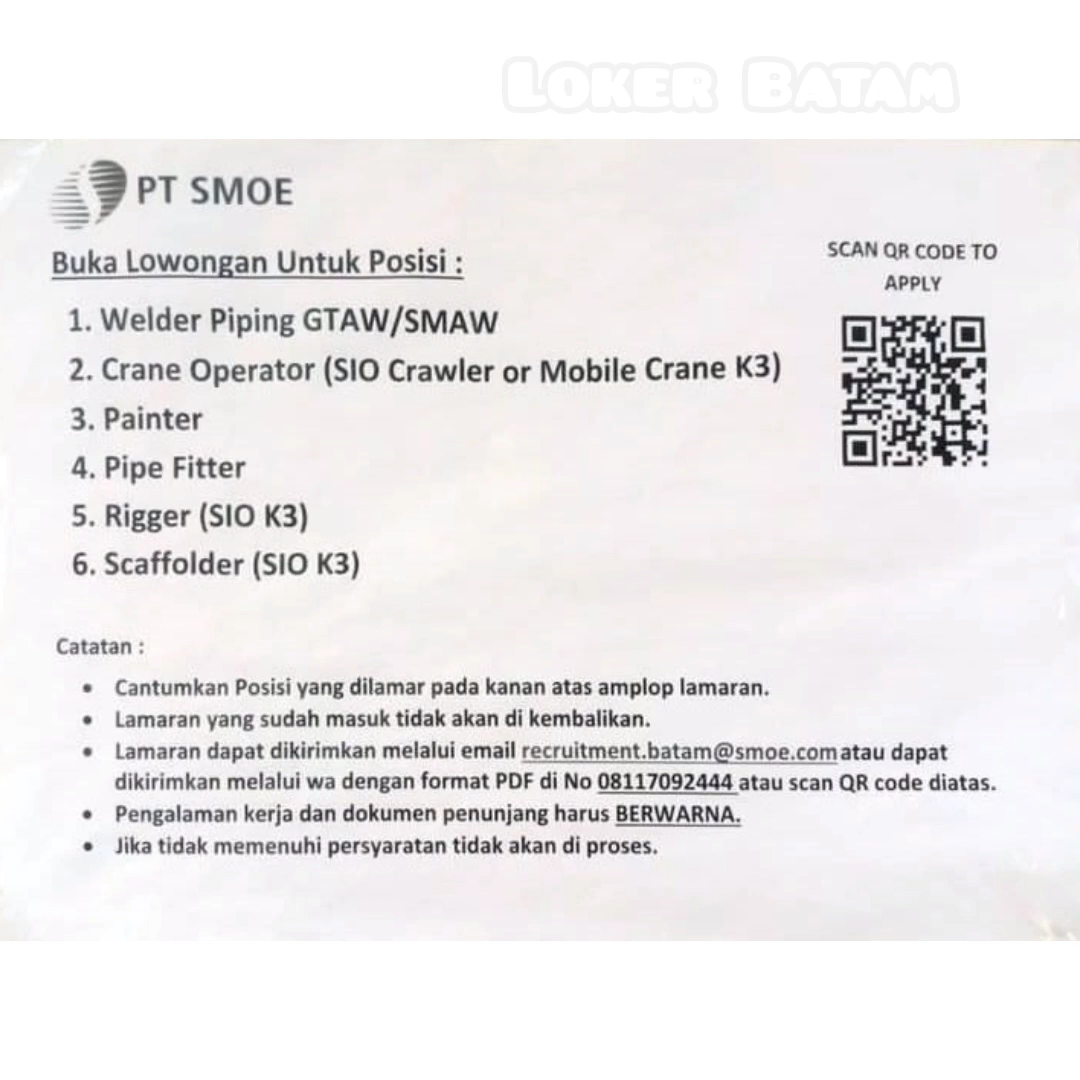 Loker Batam
PT SMOE
Buka Lowongan Untuk Posisi :
SCAN QR CODE TO
APPLY
1. Welder Piping GTAW/SMAW
2. Crane Operator (SIO Crawler or Mobile Crane K3)
3. Painter
4. Pipe Fitter
5. Rigger (SIO K3)
6. Scaffolder (SIO K3)
Catatan :
• Cantumkan Posisi yang dilamar pada kanan atas amplop lamaran.
• Lamaran yang sudah masuk tidak akan di kembalikan.
• Lamaran dapat dikirimkan melalui email recruitment.batam@smoe.com atau dapat
dikirimkan melalui wa dengan format PDF di No 08117092444 atau scan QR code diatas.
• Pengalaman kerja dan dokumen penunjang harus BERWARNA.
• Jika tidak memenuhi persyaratan tidak akan di proses.